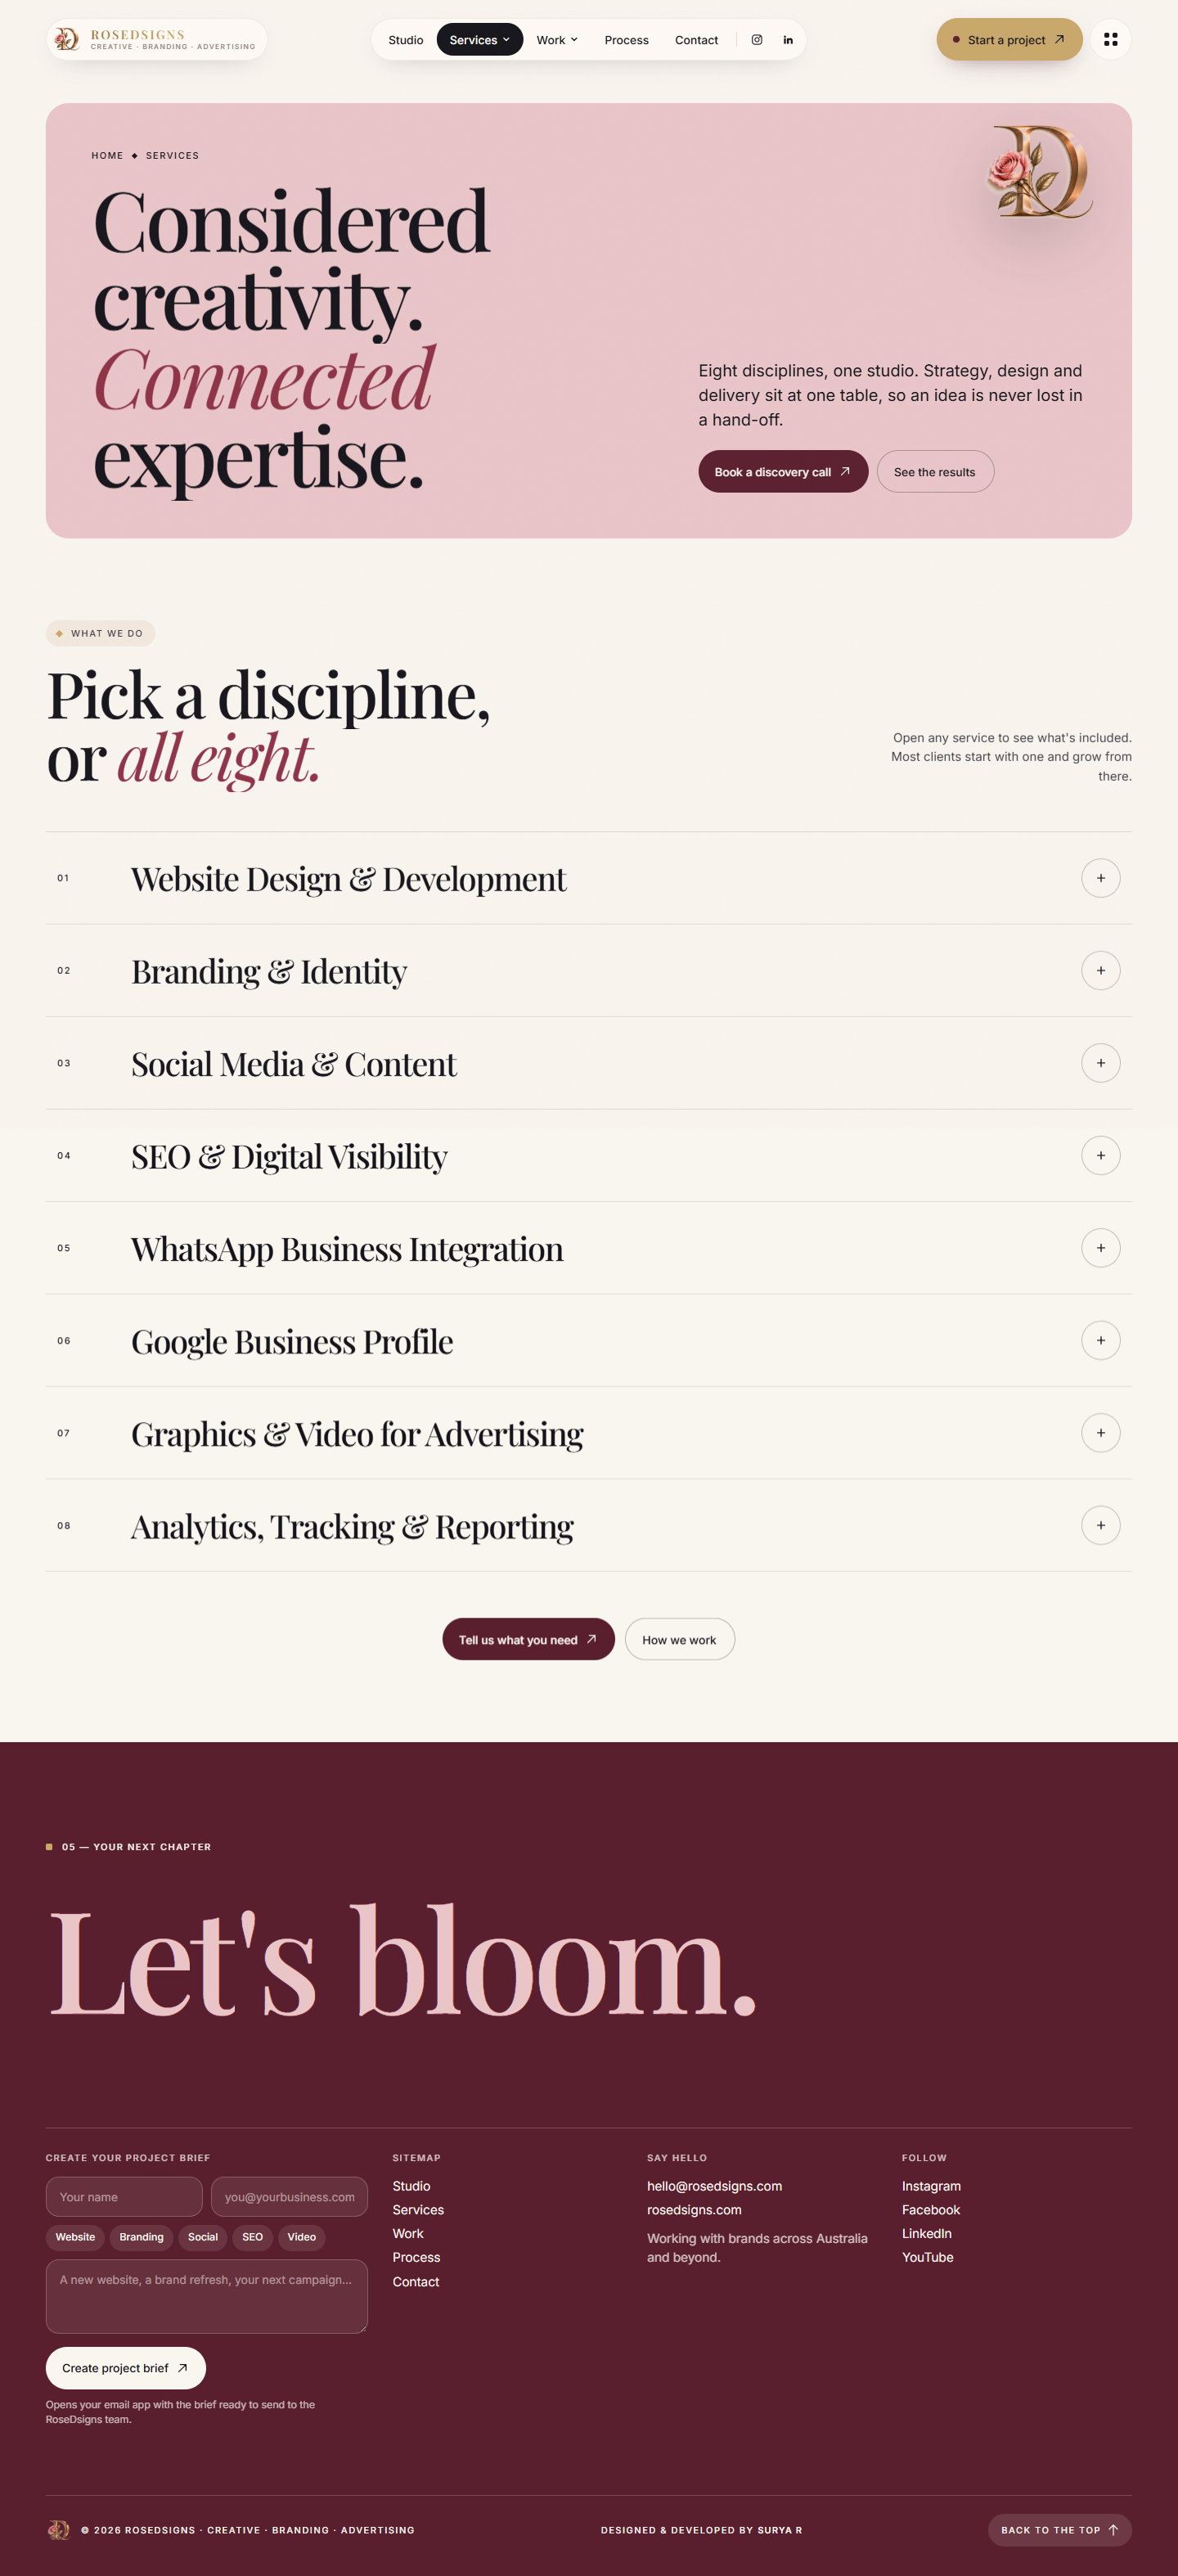 ROSEDSIGNS
CREATIVE · BRANDING · ADVERTISING
Studio
Services
Work
Process
Contact
Start a project
HOME ◆ SERVICES
Considered
creativity.
Connected
expertise.
Eight disciplines, one studio. Strategy, design and
delivery sit at one table, so an idea is never lost in
a hand-off.
Book a discovery call
See the results
WHAT WE DO
Pick a discipline,
or all eight.
Open any service to see what's included.
Most clients start with one and grow from
there.
01 Website Design & Development
02 Branding & Identity
03 Social Media & Content
04 SEO & Digital Visibility
05 WhatsApp Business Integration
06 Google Business Profile
07 Graphics & Video for Advertising
08 Analytics, Tracking & Reporting
Tell us what you need
How we work
05 — YOUR NEXT CHAPTER
Let's bloom.
CREATE YOUR PROJECT BRIEF
Your name
you@yourbusiness.com
Website
Branding
Social
SEO
Video
A new website, a brand refresh, your next campaign...
Create project brief
Opens your email app with the brief ready to send to the
RoseDsigns team.
SITEMAP
Studio
Services
Work
Process
Contact
SAY HELLO
hello@rosedsigns.com
rosedsigns.com
Working with brands across Australia
and beyond.
FOLLOW
Instagram
Facebook
LinkedIn
YouTube
© 2026 ROSEDSIGNS · CREATIVE · BRANDING · ADVERTISING
DESIGNED & DEVELOPED BY SURYA R
BACK TO THE TOP